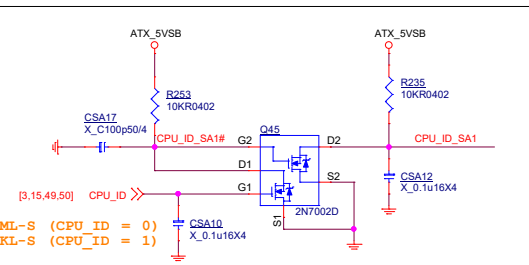 ATX_5VSB
ATX_5VSB
R253
10KR0402
R235
10KR0402
CSA17
X_C100p50/4
CPU_ID_SA1#
G2
Q45
D2
CPU_ID_SA1
D1
S2
CSA12
X_0.1u16X4
[3,15,49,50]
CPU_ID
G1
2N7002D
S1
CSA10
X_0.1u16X4
ML-S (CPU_ID = 0)
KL-S (CPU_ID = 1)